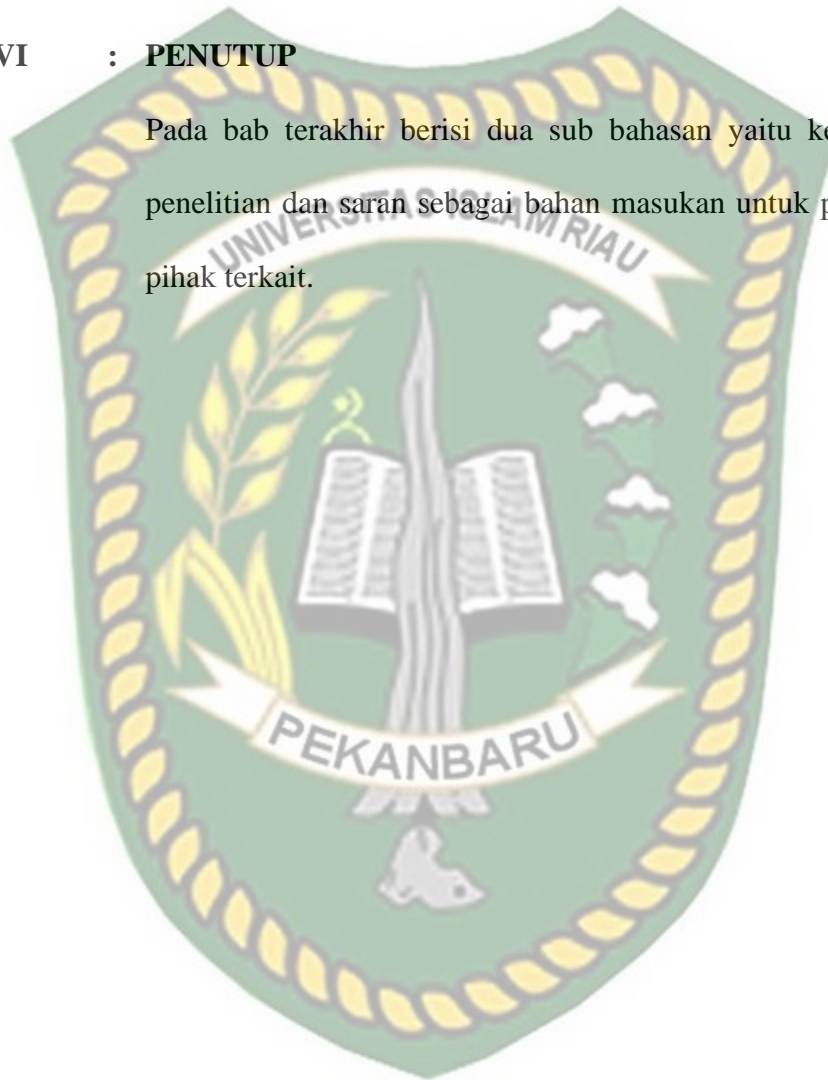 VI : PENUTUP
Pada bab terakhir berisi dua sub bahasan yaitu ke
penelitian dan saran sebagai bahan masukan untuk p
pihak terkait.
UNIVERSITAS ISLAM RIAU
PEKANBARU